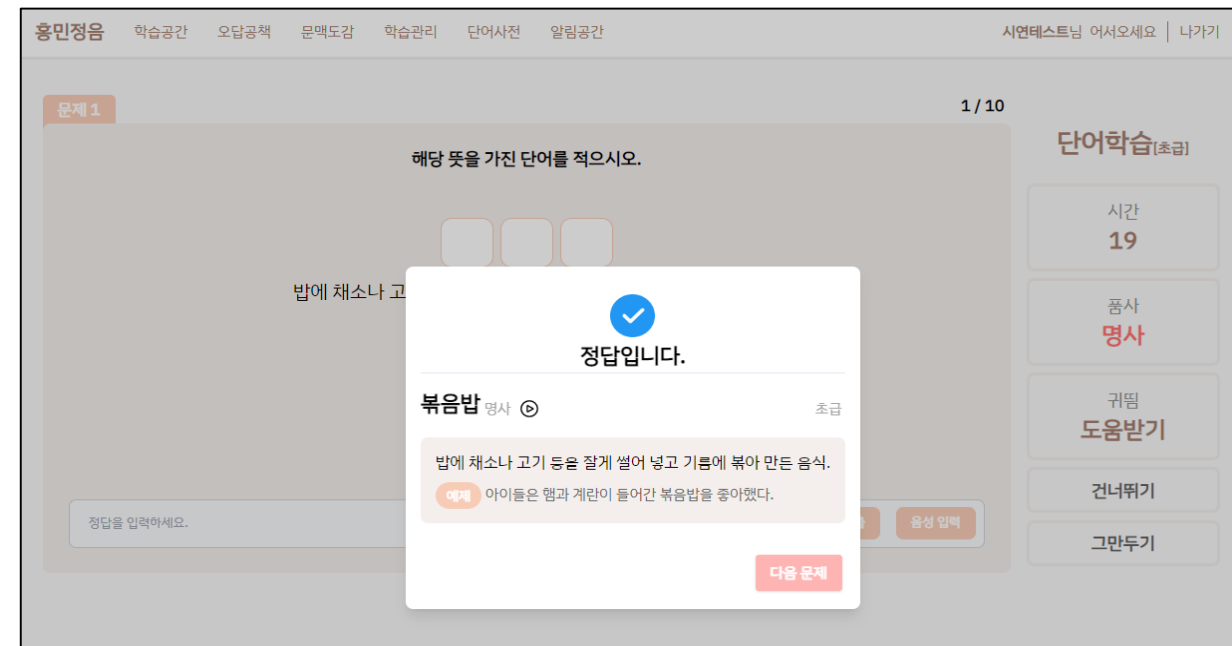 홍민정음 학습공간 오답공책 문맥도감 학습관리 단어사전 알림공간 시연테스트님 어서오세요 | 나가기
문제 1
1 / 10
해당 뜻을 가진 단어를 적으시오.
밥에 채소나 고
정답입니다.
볶음밥 명사 초급
밥에 채소나 고기 등을 잘게 썰어 넣고 기름에 볶아 만든 음식.
예제 아이들은 햄과 계란이 들어간 볶음밥을 좋아했다.
다음 문제
정답을 입력하세요.
음성 입력
단어학습[초급]
시간
19
품사
명사
귀띔
도움받기
건너뛰기
그만두기